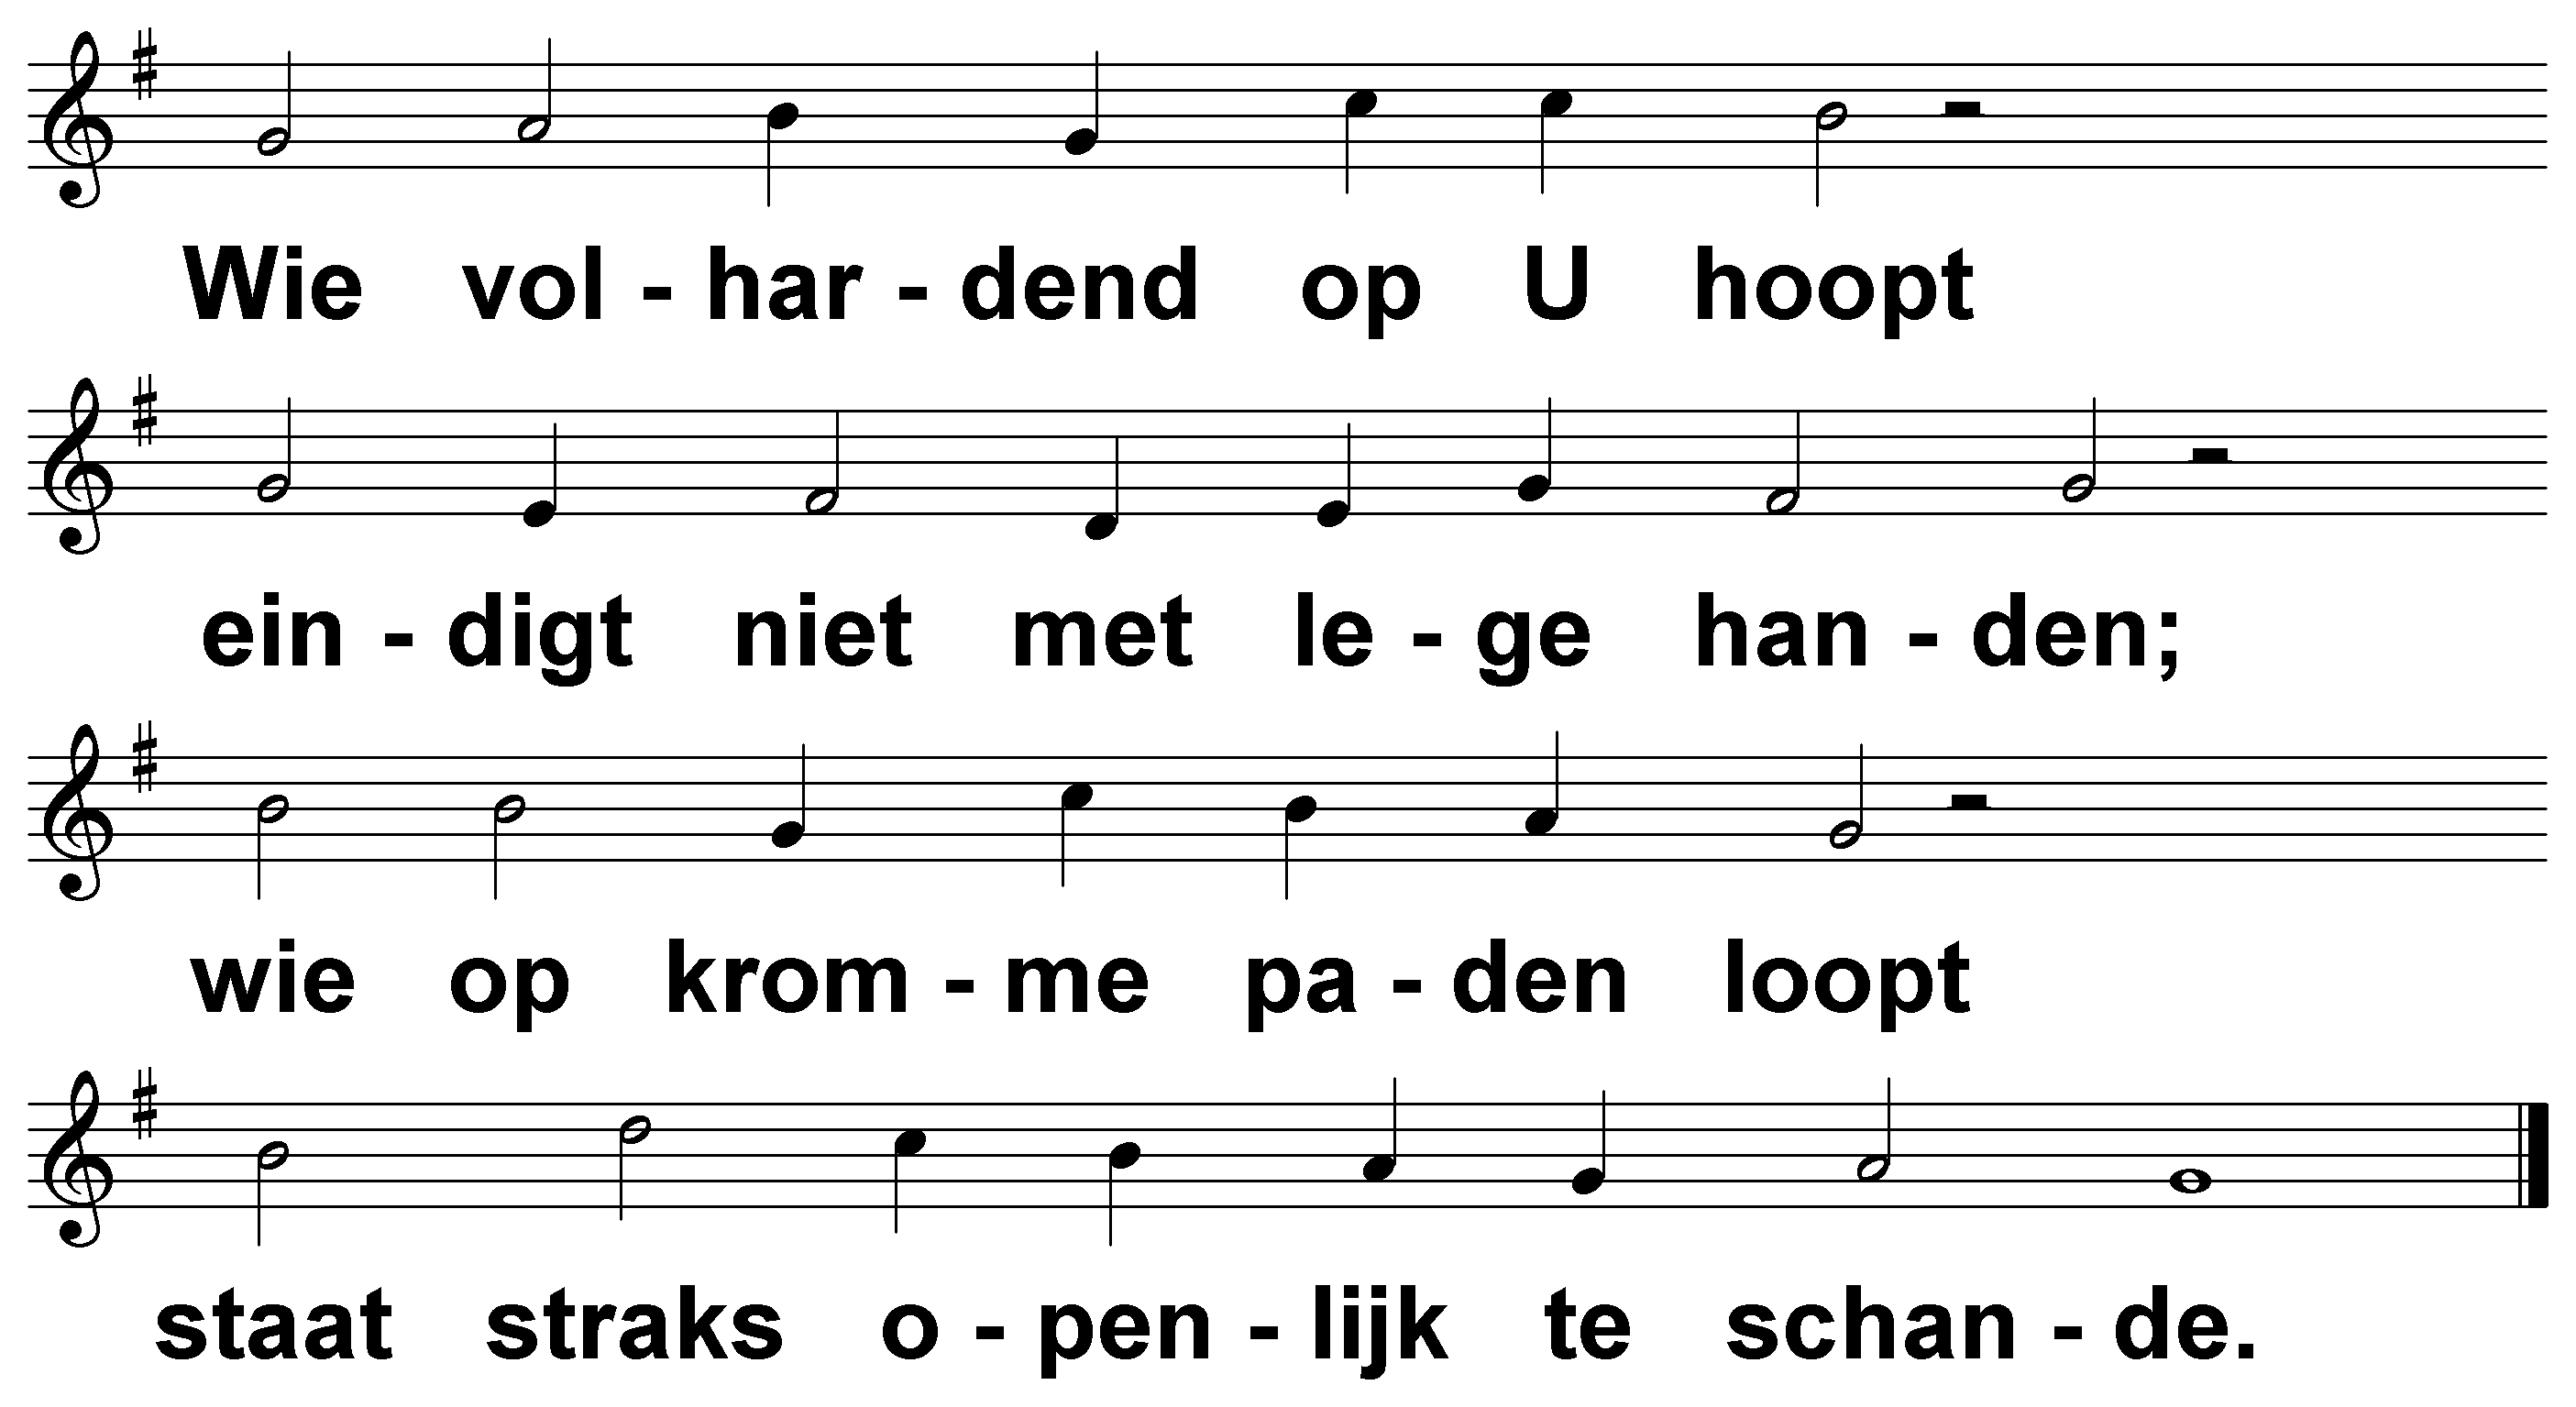 Wie vol - har - dend op U hoopt
ein - digt niet met le - ge han - den;
wie op krom - me pa - den loopt
staat straks o - pen - lijk te schan - de.